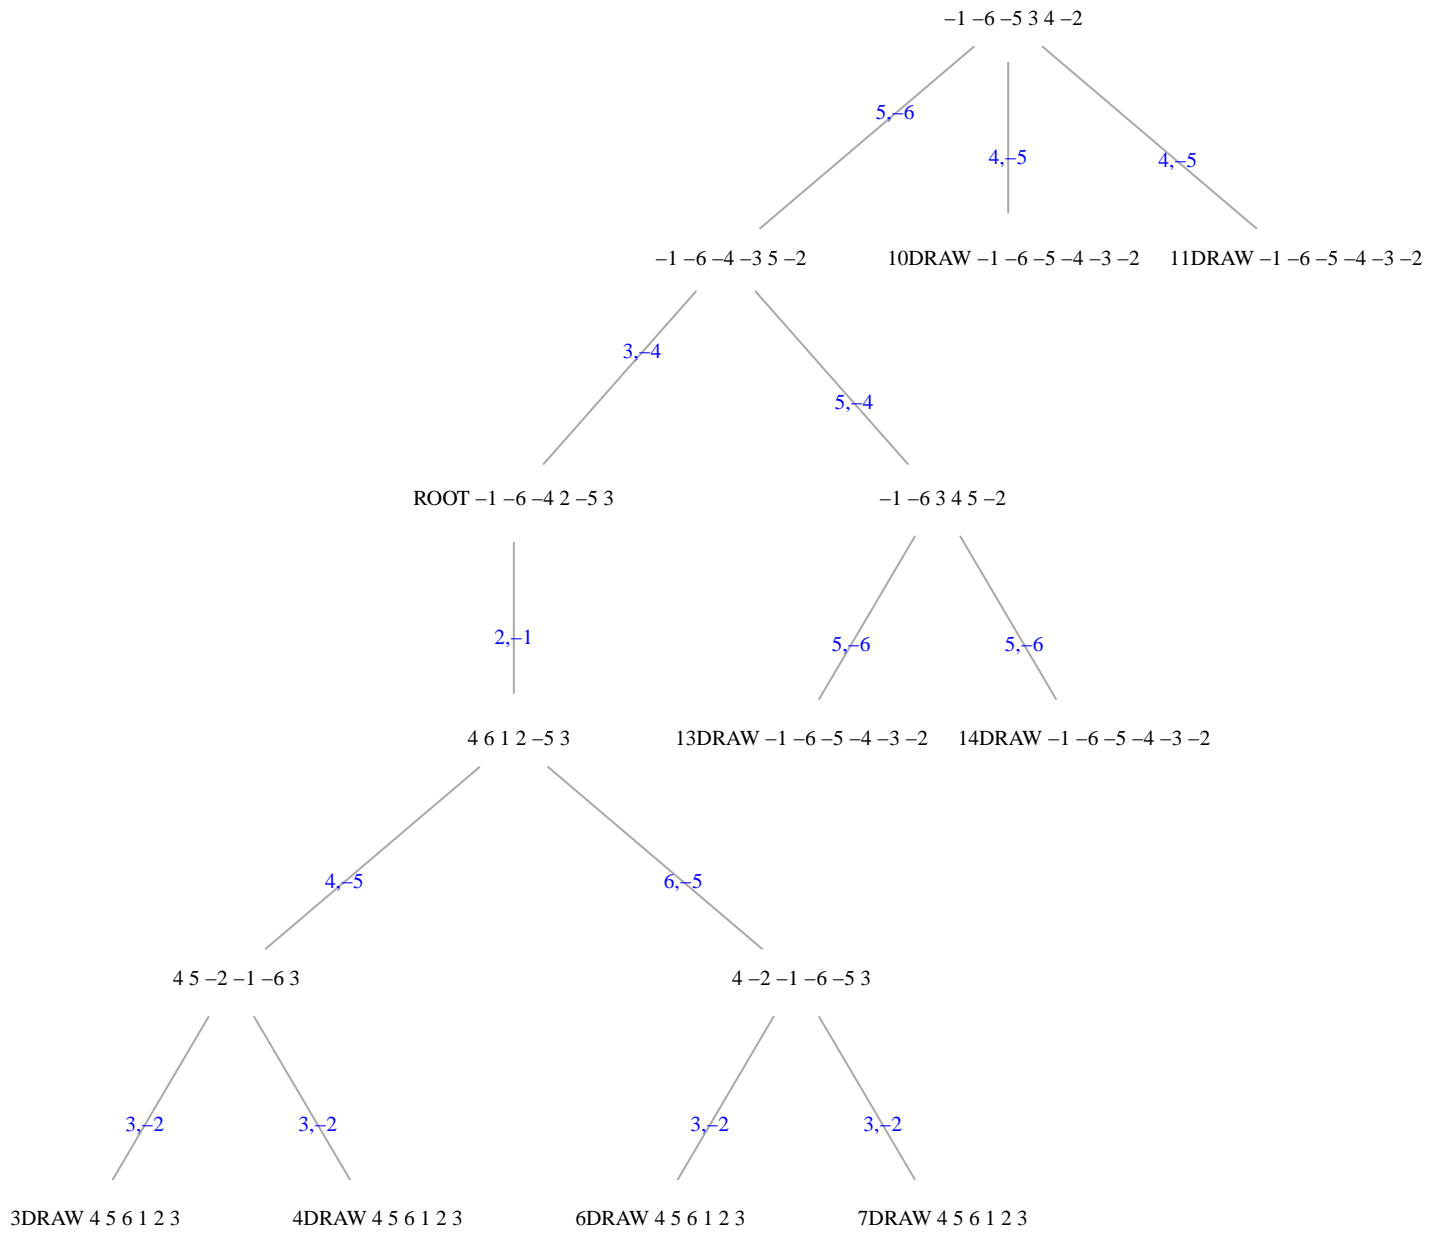 –1 –6 –5 3 4 –2
5,–6
4,–5
4,–5
–1 –6 –4 –3 5 –2
10DRAW –1 –6 –5 –4 –3 –2
11DRAW –1 –6 –5 –4 –3 –2
3,–4
5,–4
ROOT –1 –6 –4 2 –5 3
–1 –6 3 4 5 –2
2,–1
5,–6
5,–6
4 6 1 2 –5 3
13DRAW –1 –6 –5 –4 –3 –2
14DRAW –1 –6 –5 –4 –3 –2
4,–5
6,–5
4 5 –2 –1 –6 3
4 –2 –1 –6 –5 3
3,–2
3,–2
3,–2
3,–2
3DRAW 4 5 6 1 2 3
4DRAW 4 5 6 1 2 3
6DRAW 4 5 6 1 2 3
7DRAW 4 5 6 1 2 3